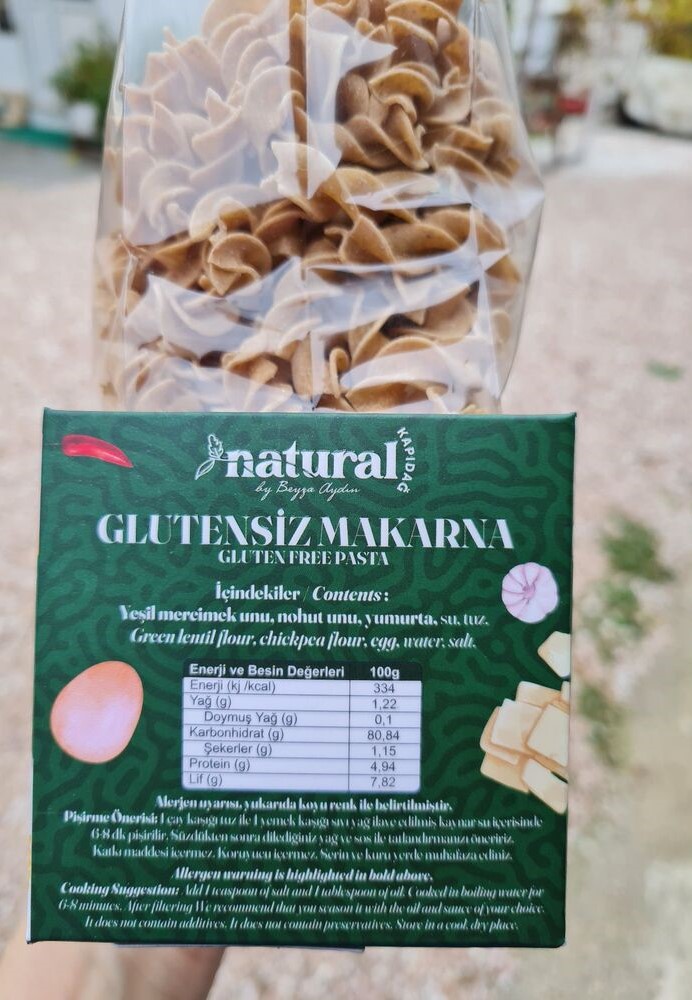 natural
KAPIDAĞ
by Beyza Aydın
GLUTENSİZ MAKARNA
GLUTEN FREE PASTA
İçindekiler / Contents :
Yeşil mercimek unu, nohut unu, yumurta, su, tuz.
Green lentil flour, chickpea flour, egg, water, salt.
Enerji ve Besin Değerleri 100g
Enerji (kj /kcal) 334
Yağ (g) 1,22
Doymuş Yağ (g) 0,1
Karbonhidrat (g) 80,84
Şekerler (g) 1,15
Protein (g) 4,94
Lif (g) 7,82
Alerjen uyarısı, yukarıda koyu renk ile belirtilmiştir.
Pişirme Önerisi: 1 çay kaşığı tuz ile 1 yemek kaşığı sıvı yağ ilave edilmiş kaynar su içerisinde
6-8 dk pişirilir. Süzdükten sonra dilediğiniz yağ ve sos ile tatlandırmanızı öneririz.
Katkı maddesi içermez. Koruyucu içermez. Serin ve kuru yerde muhafaza ediniz.
Allergen warning is highlighted in bold above.
Cooking Suggestion: Add 1 teaspoon of salt and 1 tablespoon of oil. Cooked in boiling water for
6-8 minutes. After filtering We recommend that you season it with the oil and sauce of your choice.
It does not contain additives. It does not contain preservatives. Store in a cool, dry place.